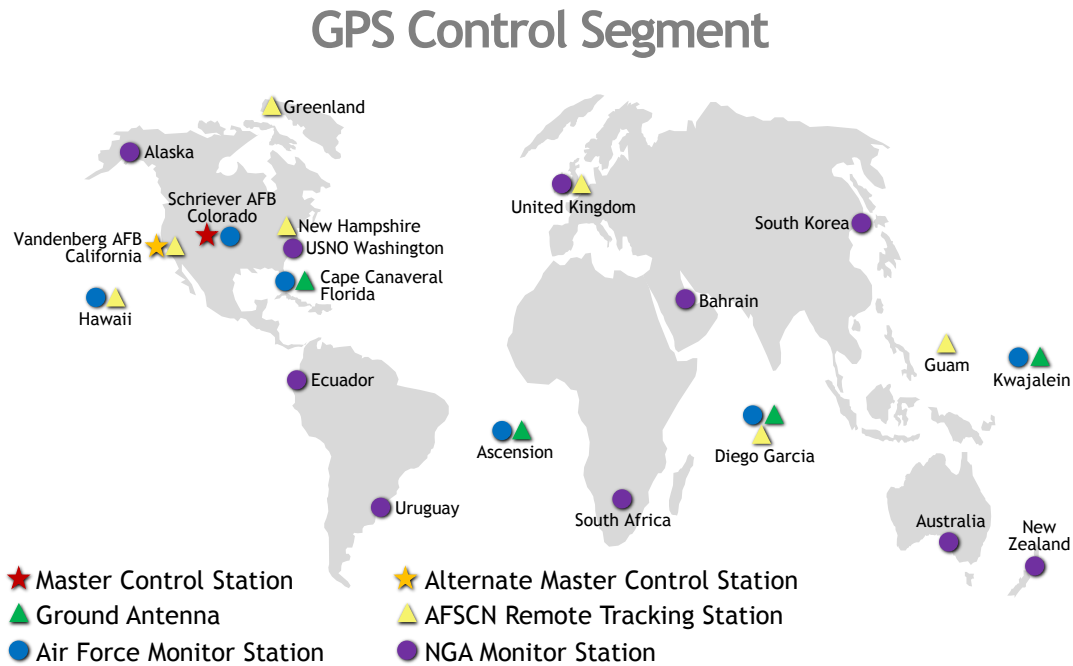 GPS Control Segment
Greenland
Alaska
Schriever AFB
Colorado
New Hampshire
USNO Washington
Vandenberg AFB
California
Cape Canaveral
Florida
Hawaii
United Kingdom
South Korea
Bahrain
Guam
Kwajalein
Ecuador
Ascension
Diego Garcia
Uruguay
South Africa
Australia
New
Zealand
Master Control Station
Alternate Master Control Station
Ground Antenna
AFSCN Remote Tracking Station
Air Force Monitor Station
NGA Monitor Station